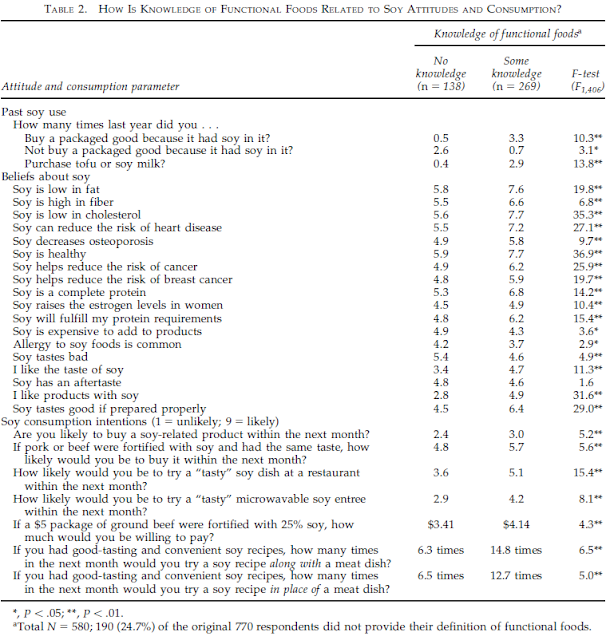 TABLE 2. HOW IS KNOWLEDGE OF FUNCTIONAL FOODS RELATED TO SOY ATTITUDES AND CONSUMPTION?
Knowledge of functional foodsᵃ
No Some
knowledge knowledge F-test
Attitude and consumption parameter (n = 138) (n = 269) (F1,406)
Past soy use
How many times last year did you . . .
Buy a packaged good because it had soy in it? 0.5 3.3 10.3**
Not buy a packaged good because it had soy in it? 2.6 0.7 3.1*
Purchase tofu or soy milk? 0.4 2.9 13.8**
Beliefs about soy
Soy is low in fat 5.8 7.6 19.8**
Soy is high in fiber 5.5 6.6 6.8**
Soy is low in cholesterol 5.6 7.7 35.3**
Soy can reduce the risk of heart disease 5.5 7.2 27.1**
Soy decreases osteoporosis 4.9 5.8 9.7**
Soy is healthy 5.9 7.7 36.9**
Soy helps reduce the risk of cancer 4.9 6.2 25.9**
Soy helps reduce the risk of breast cancer 4.8 5.9 19.7**
Soy is a complete protein 5.3 6.8 14.2**
Soy raises the estrogen levels in women 4.5 4.9 10.4**
Soy will fulfill my protein requirements 4.8 6.2 15.4**
Soy is expensive to add to products 4.9 4.3 3.6*
Allergy to soy foods is common 4.2 3.7 2.9*
Soy tastes bad 5.4 4.6 4.9**
I like the taste of soy 3.4 4.7 11.3**
Soy has an aftertaste 4.8 4.6 1.6
I like products with soy 2.8 4.9 31.6**
Soy tastes good if prepared properly 4.5 6.4 29.0**
Soy consumption intentions (1 = unlikely; 9 = likely)
Are you likely to buy a soy-related product within the next month? 2.4 3.0 5.2**
If pork or beef were fortified with soy and had the same taste, how 4.8 5.7 5.6**
likely would you be to buy it within the next month?
How likely would you be to try a "tasty" soy dish at a restaurant 3.6 5.1 15.4**
within the next month?
How likely would you be to try a "tasty" microwavable soy entree 2.9 4.2 8.1**
within the next month?
If a $5 package of ground beef were fortified with 25% soy, how $3.41 $4.14 4.3**
much would you be willing to pay?
If you had good-tasting and convenient soy recipes, how many times 6.3 times 14.8 times 6.5**
in the next month would you try a soy recipe along with a meat dish?
If you had good-tasting and convenient soy recipes, how many times 6.5 times 12.7 times 5.0**
in the next month would you try a soy recipe in place of a meat dish?
*, P < .05; **, P < .01.
ᵃTotal N = 580; 190 (24.7%) of the original 770 respondents did not provide their definition of functional foods.